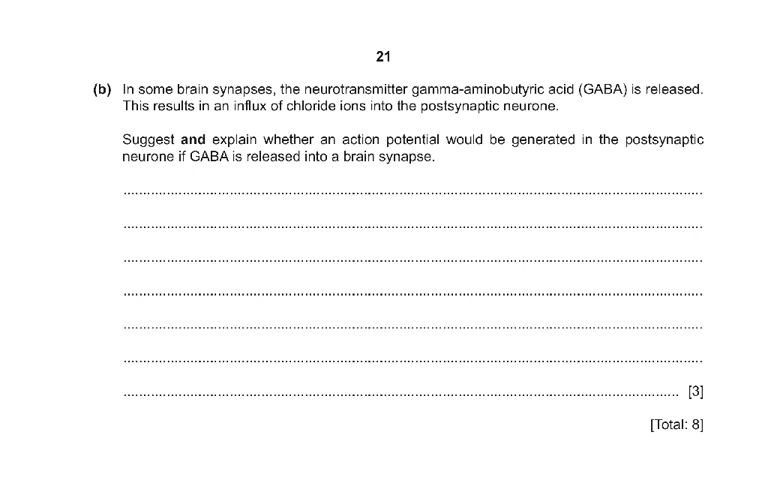 21
(b) In some brain synapses, the neurotransmitter gamma-aminobutyric acid (GABA) is released.
This results in an influx of chloride ions into the postsynaptic neurone.
Suggest and explain whether an action potential would be generated in the postsynaptic
neurone if GABA is released into a brain synapse.
[3]
[Total: 8]